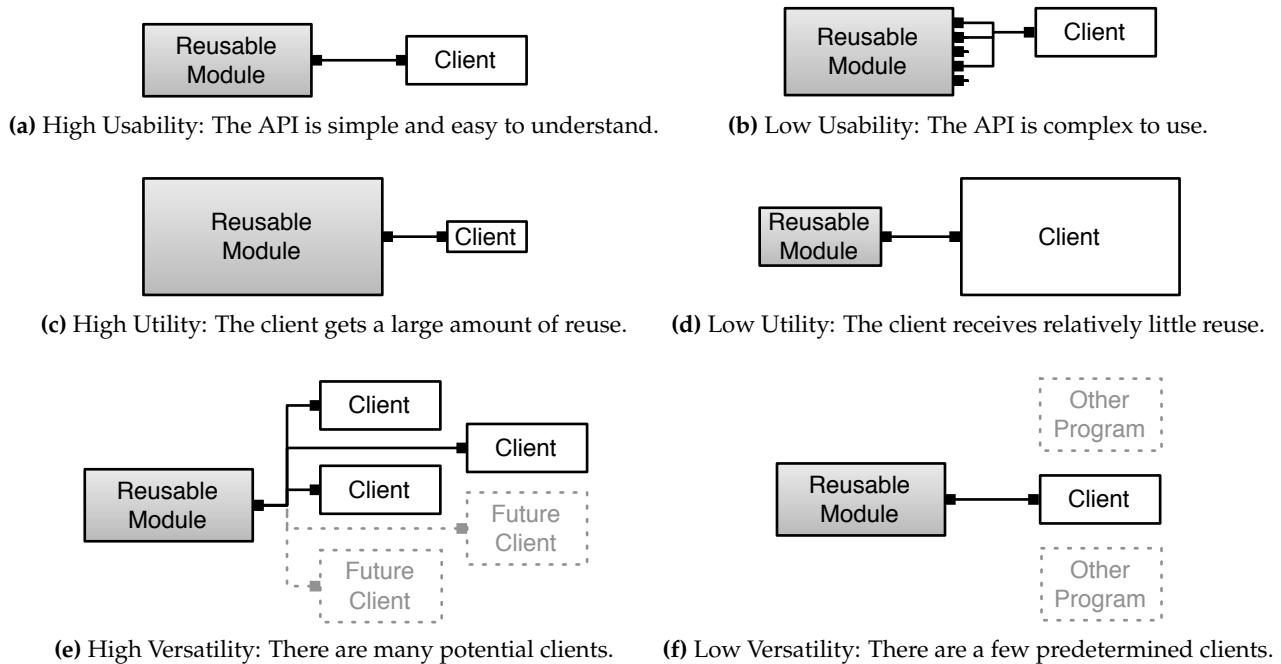 Reusable
Module
Client
Reusable
Module
Client
(a) High Usability: The API is simple and easy to understand.
(b) Low Usability: The API is complex to use.
Reusable
Module
Client
Reusable
Module
Client
(c) High Utility: The client gets a large amount of reuse.
(d) Low Utility: The client receives relatively little reuse.
Client
Client
Reusable
Module
Client
Future
Client
Future
Client
Other
Program
Reusable
Module
Client
Other
Program
(e) High Versatility: There are many potential clients.
(f) Low Versatility: There are a few predetermined clients.